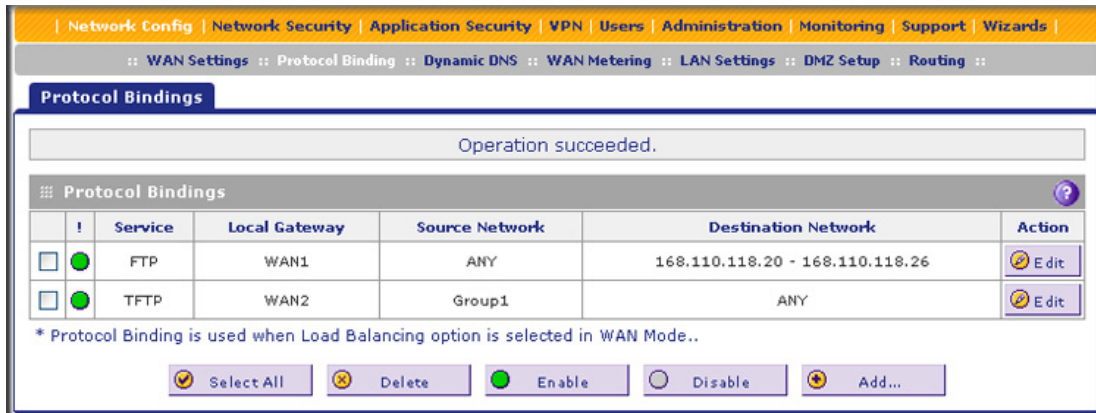 | Network Config | Network Security | Application Security | VPN | Users | Administration | Monitoring | Support | Wizards |
:: WAN Settings :: Protocol Binding :: Dynamic DNS :: WAN Metering :: LAN Settings :: DMZ Setup :: Routing ::
Protocol Bindings
Operation succeeded.
Protocol Bindings ?
! Service Local Gateway Source Network Destination Network Action
FTP WAN1 ANY 168.110.118.20 - 168.110.118.26 Edit
TFTP WAN2 Group1 ANY Edit
* Protocol Binding is used when Load Balancing option is selected in WAN Mode..
Select All Delete Enable Disable Add...